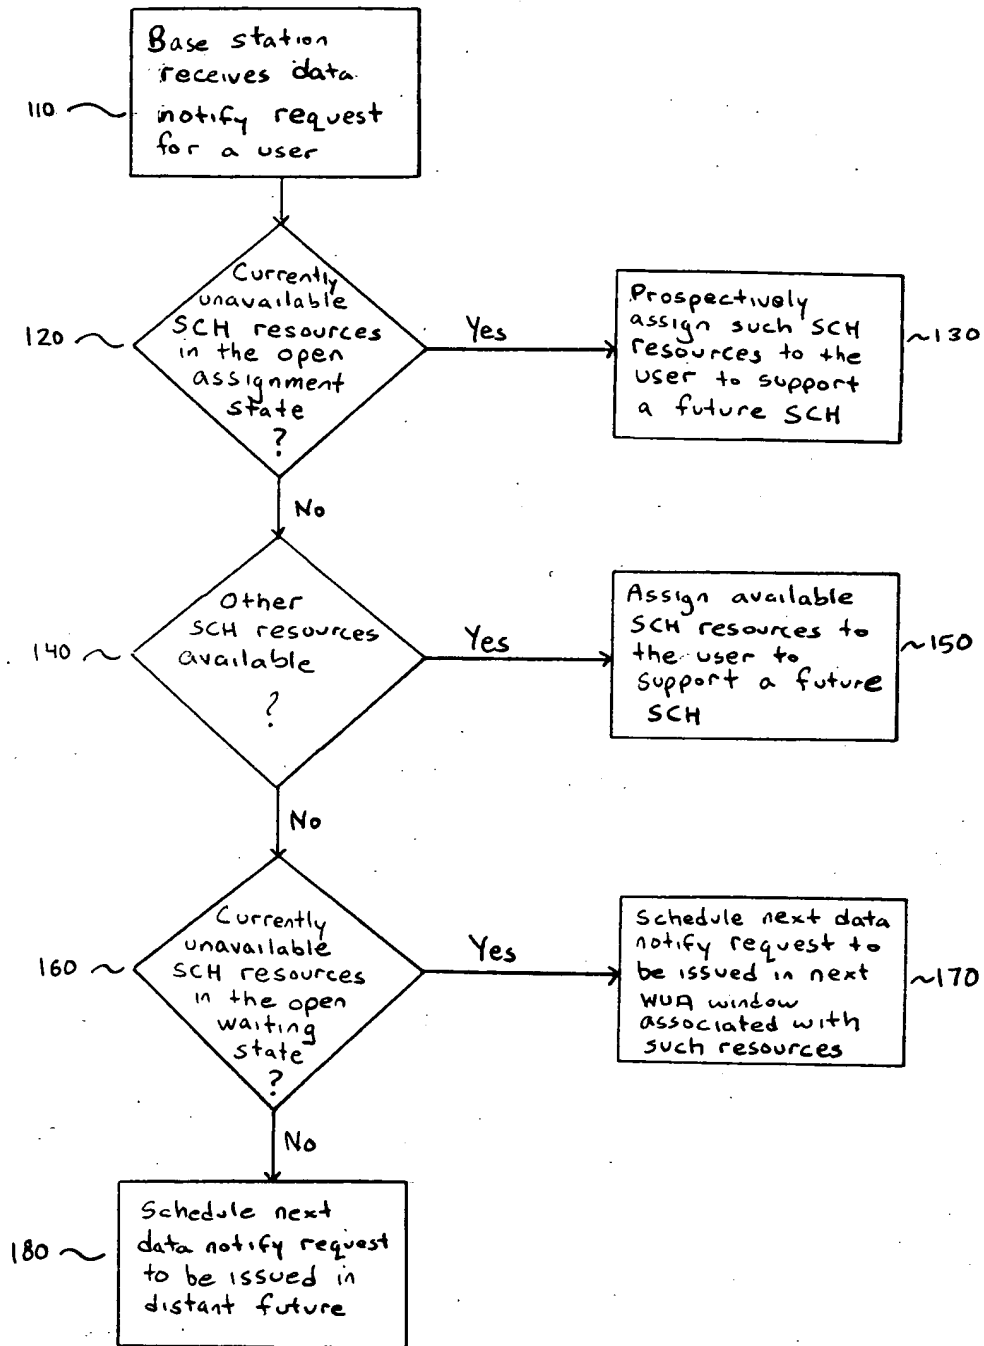 Base station
receives data
notify request
for a user
110
Currently
unavailable
SCH resources
in the open
assignment
state
?
120
Yes
Prospectively
assign such SCH
resources to the
user to support
a future SCH
130
No
Other
SCH resources
available
?
140
Yes
Assign available
SCH resources to
the user to
support a future
SCH
150
No
Currently
unavailable
SCH resources
in the open
waiting
state
?
160
Yes
Schedule next data
notify request to
be issued in next
WUA window
associated with
such resources
170
No
Schedule next
data notify request
to be issued in
distant future
180